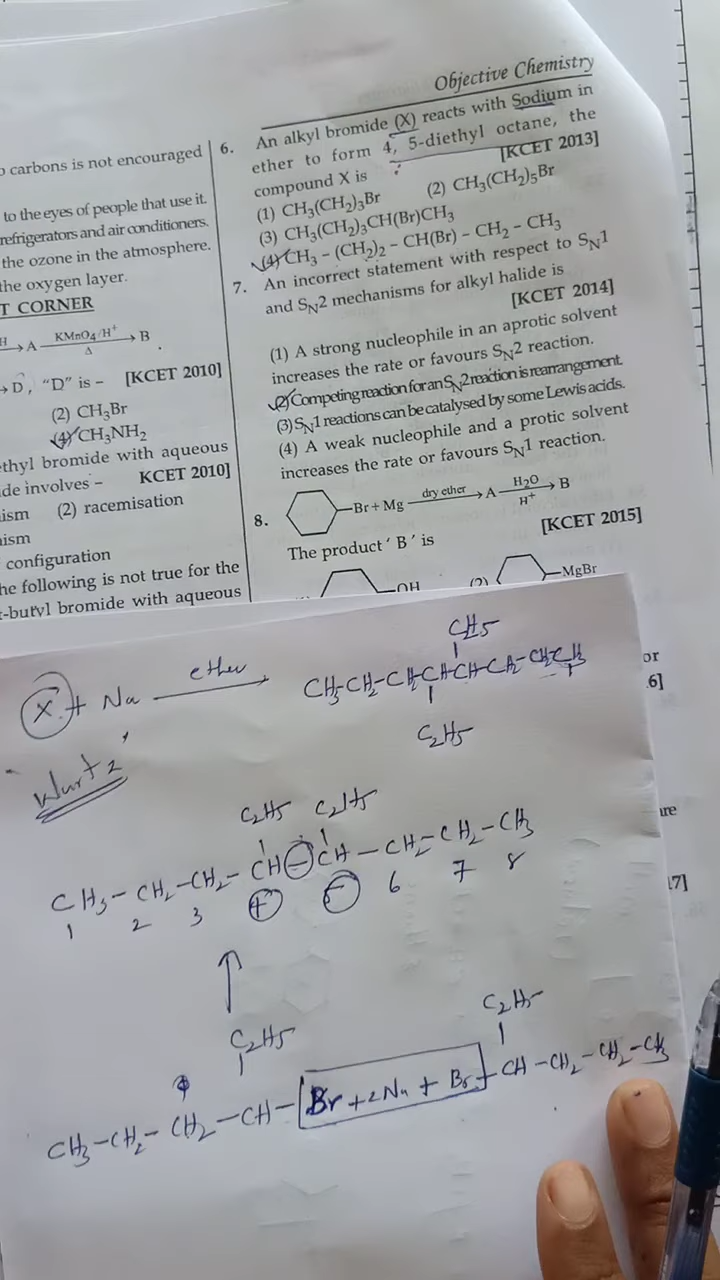 Objective Chemistry
carbons is not encouraged
to the eyes of people that use it.
refrigerators and air conditioners.
the ozone in the atmosphere.
the oxygen layer.
T CORNER
H → A KMnO4/H+ Δ → B
→ D, "D" is – [KCET 2010]
(2) CH3Br
(4) CH3NH2
ethyl bromide with aqueous
de involves – KCET 2010]
ism (2) racemisation
ism
configuration
he following is not true for the
t-butyl bromide with aqueous
6. An alkyl bromide (X) reacts with Sodium in
ether to form 4, 5-diethyl octane, the
compound X is [KCET 2013]
(1) CH3(CH2)3Br (2) CH3(CH2)5Br
(3) CH3(CH2)3CH(Br)CH3
(4) CH3 – (CH2)2 – CH(Br) – CH2 – CH3
7. An incorrect statement with respect to SN1
and SN2 mechanisms for alkyl halide is
[KCET 2014]
(1) A strong nucleophile in an aprotic solvent
increases the rate or favours SN2 reaction.
(2) Competing reaction for an SN2 reaction is rearrangement.
(3) SN1 reactions can be catalysed by some Lewis acids.
(4) A weak nucleophile and a protic solvent
increases the rate or favours SN1 reaction.
8. –Br + Mg dry ether → A H2O H+ → B
The product ' B ' is [KCET 2015]
OH (2) –MgBr
or
6]
are
17]
X + Na ether →
C2H5
"Wurtz"
C2H5 C2H5
CH3–CH2–CH2–CH–CH–CH2–CH2–CH3
1 2 3 4 5 6 7 8
C2H5 C2H5
CH3–CH2–CH2–CH–Br + 2Na + Br–CH–CH2–CH2–CH3